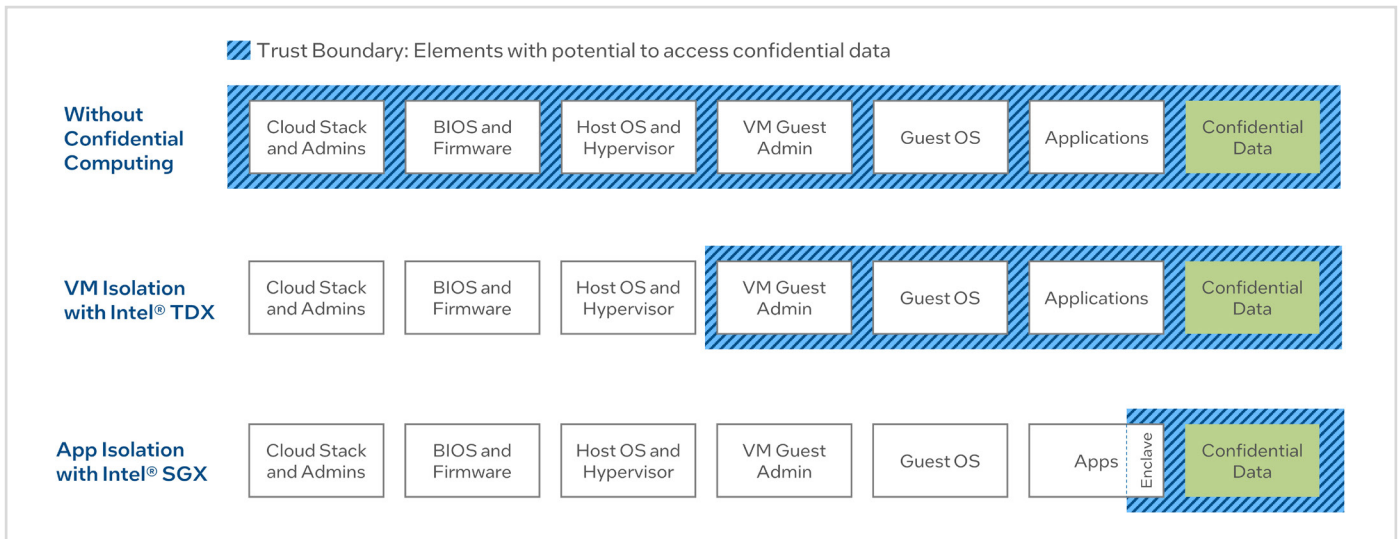 Trust Boundary: Elements with potential to access confidential data
Without
Confidential
Computing
Cloud Stack
and Admins
BIOS and
Firmware
Host OS and
Hypervisor
VM Guest
Admin
Guest OS
Applications
Confidential
Data
VM Isolation
with Intel® TDX
Cloud Stack
and Admins
BIOS and
Firmware
Host OS and
Hypervisor
VM Guest
Admin
Guest OS
Applications
Confidential
Data
App Isolation
with Intel® SGX
Cloud Stack
and Admins
BIOS and
Firmware
Host OS and
Hypervisor
VM Guest
Admin
Guest OS
Apps
Enclave
Confidential
Data